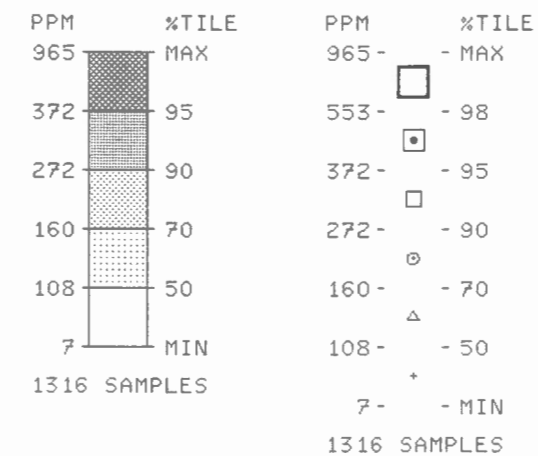 PPM %TILE
965 MAX
372 95
272 90
160 70
108 50
7 MIN
1316 SAMPLES
PPM %TILE
965 - - MAX
553 - - 98
372 - - 95
272 - - 90
160 - - 70
108 - - 50
7 - - MIN
1316 SAMPLES